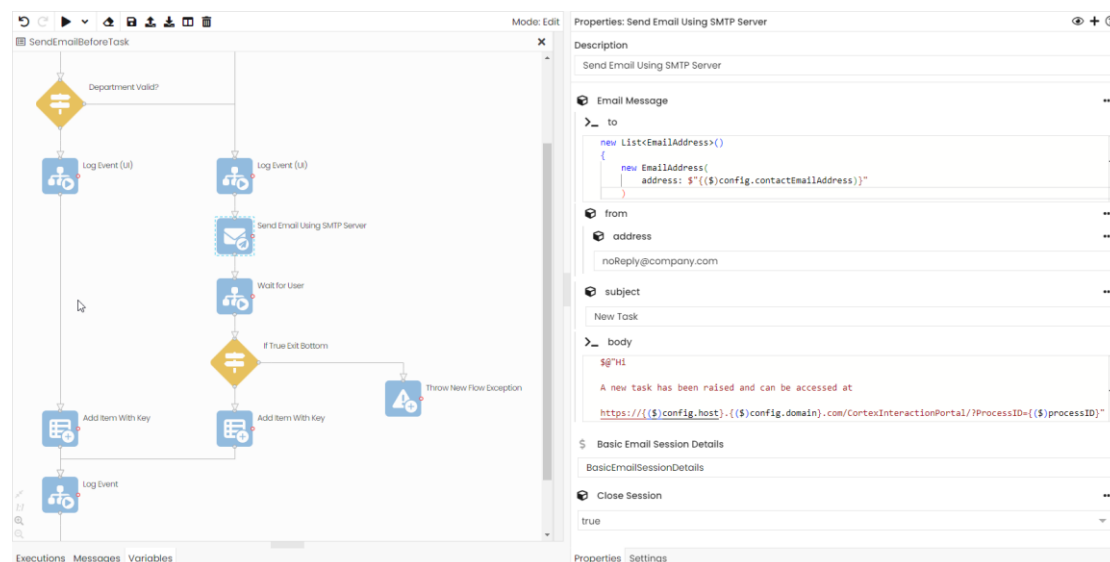 Mode: Edit
SendEmailBeforeTask
Department Valid?
Log Event (UI)
Log Event (UI)
Send Email Using SMTP Server
Wait for User
If True Exit Bottom
Throw New Flow Exception
Add Item With Key
Add Item With Key
Log Event
Executions Messages Variables
Properties: Send Email Using SMTP Server
Description
Send Email Using SMTP Server
Email Message
to
new List<EmailAddress>()
{
new EmailAddress(
address: $"{($)config.contactEmailAddress)}"
)
from
address
noReply@company.com
subject
New Task
body
$@"Hi
A new task has been raised and can be accessed at
https://{($)config.host}.{($)config.domain}.com/CortexInteractionPortal/?ProcessID={($)processID}"
Basic Email Session Details
BasicEmailSessionDetails
Close Session
true
Properties Settings